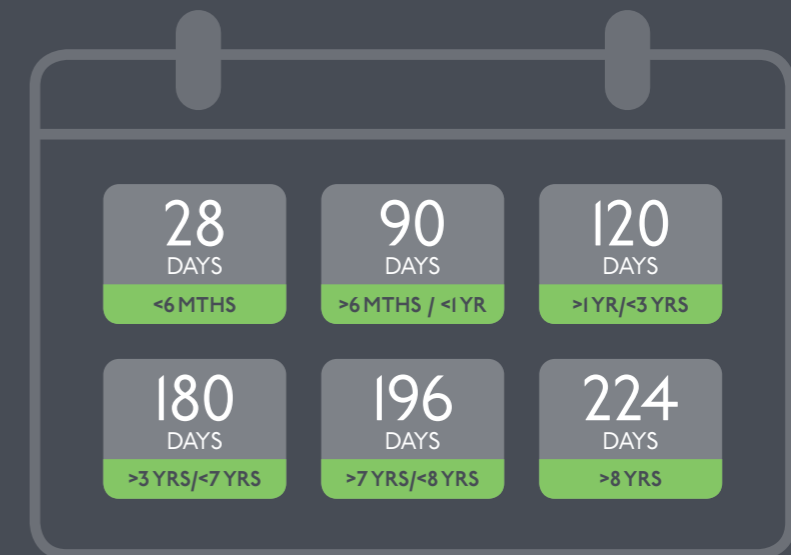 28
DAYS
<6 MTHS
90
DAYS
>6 MTHS / <1 YR
120
DAYS
>1 YR/<3 YRS
180
DAYS
>3 YRS/<7 YRS
196
DAYS
>7 YRS/<8 YRS
224
DAYS
>8 YRS